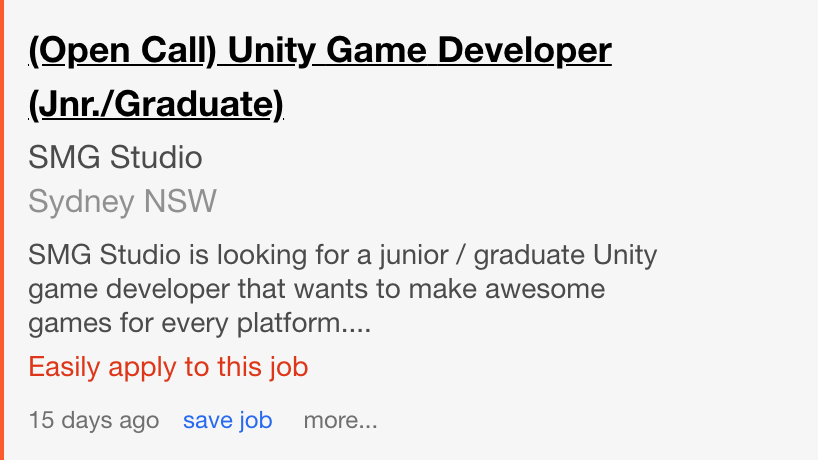 (Open Call) Unity Game Developer
(Jnr./Graduate)
SMG Studio
Sydney NSW
SMG Studio is looking for a junior / graduate Unity
game developer that wants to make awesome
games for every platform....
Easily apply to this job
15 days ago save job more...